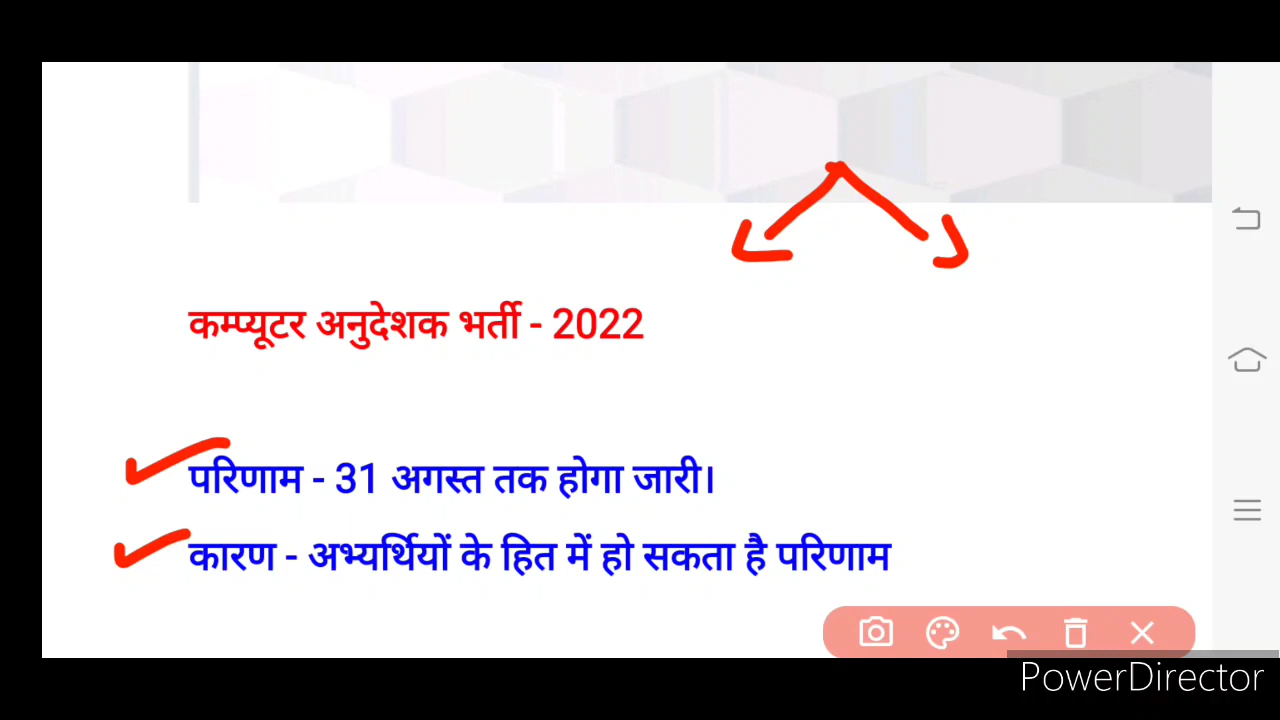 कम्प्यूटर अनुदेशक भर्ती - 2022
परिणाम - 31 अगस्त तक होगा जारी।
कारण - अभ्यर्थियों के हित में हो सकता है परिणाम
PowerDirector